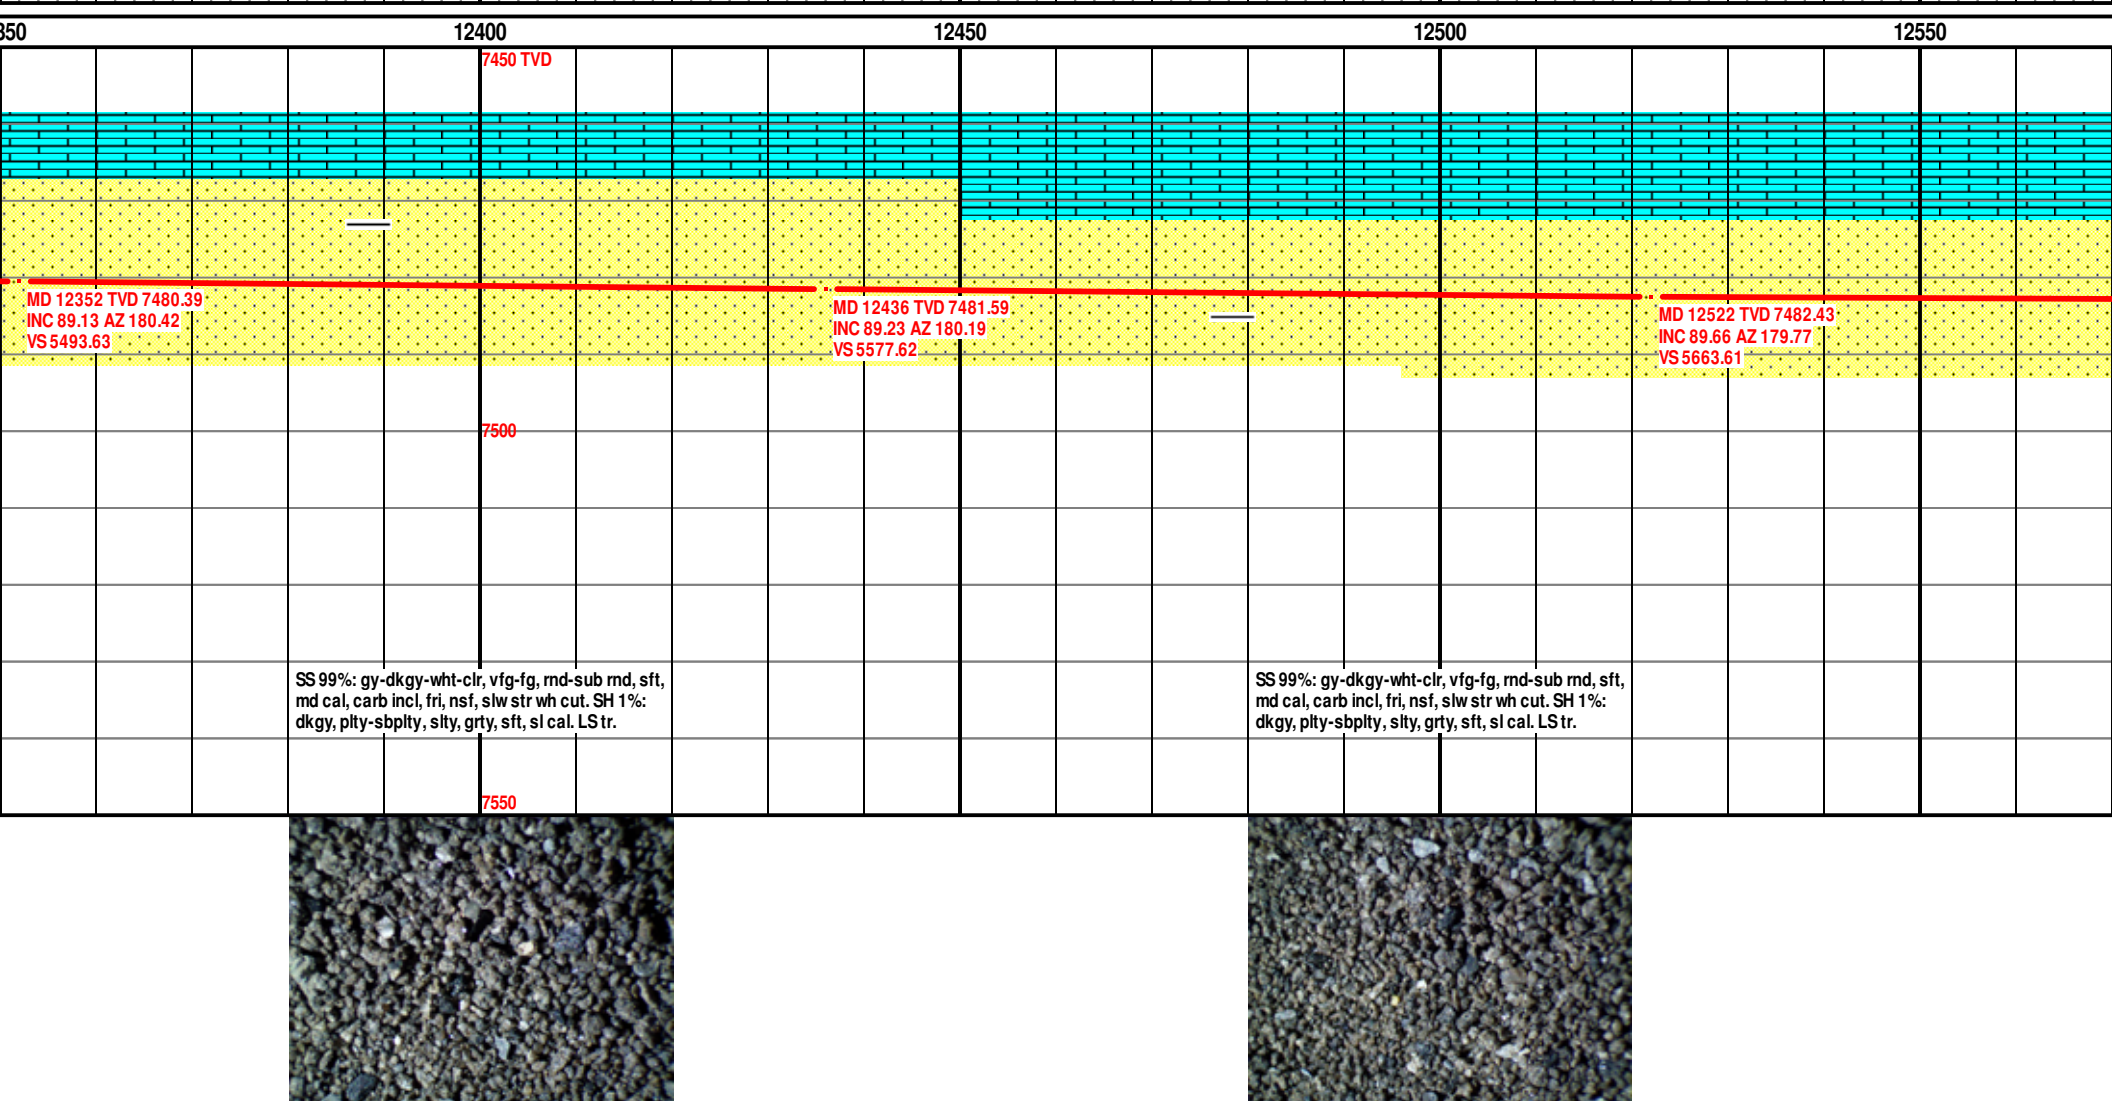 350 12400 12450 12500 12550
7450 TVD
MD 12352 TVD 7480.39
INC 89.13 AZ 180.42
VS 5493.63
MD 12436 TVD 7481.59
INC 89.23 AZ 180.19
VS 5577.62
MD 12522 TVD 7482.43
INC 89.66 AZ 179.77
VS 5663.61
7500
SS 99%: gy-dkgy-wht-clr, vfg-fg, rnd-sub rnd, sft,
md cal, carb incl, fri, nsf, slw str wh cut. SH 1%:
dkgy, plty-sbplty, slty, grty, sft, sl cal. LS tr.
SS 99%: gy-dkgy-wht-clr, vfg-fg, rnd-sub rnd, sft,
md cal, carb incl, fri, nsf, slw str wh cut. SH 1%:
dkgy, plty-sbplty, slty, grty, sft, sl cal. LS tr.
7550